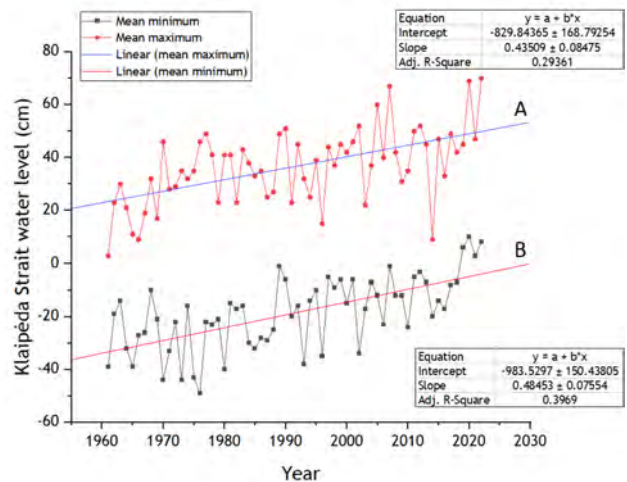 Equation y = a + b*x
Intercept -829.84365 ± 168.79254
Slope 0.43509 ± 0.08475
Adj. R-Square 0.29361
Mean minimum
Mean maximum
Linear (mean maximum)
Linear (mean minimum)
80
60
40
20
0
-20
-40
-60
Klaipėda Strait water level (cm)
A
B
Equation y = a + b*x
Intercept -983.5297 ± 150.43805
Slope 0.48453 ± 0.07554
Adj. R-Square 0.3969
1960 1970 1980 1990 2000 2010 2020 2030
Year